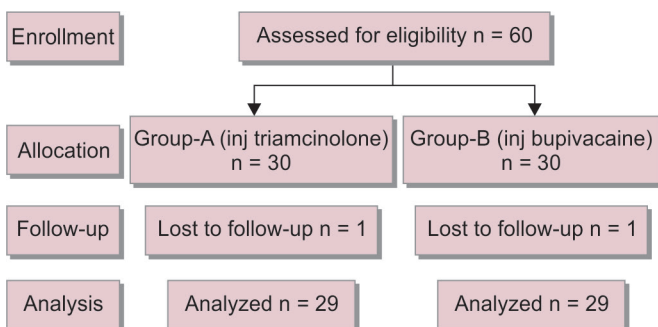 Enrollment
Assessed for eligibility n = 60
Allocation
Group-A (inj triamcinolone)
n = 30
Group-B (inj bupivacaine)
n = 30
Follow-up
Lost to follow-up n = 1
Lost to follow-up n = 1
Analysis
Analyzed n = 29
Analyzed n = 29